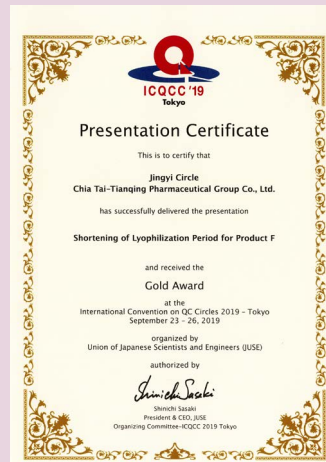 ICQCC '19
Tokyo
Presentation Certificate
This is to certify that
Jingyi Circle
Chia Tai-Tianqing Pharmaceutical Group Co., Ltd.
has successfully delivered the presentation
Shortening of Lyophilization Period for Product F
and received the
Gold Award
at the
International Convention on QC Circles 2019 - Tokyo
September 23 - 26, 2019
organized by
Union of Japanese Scientists and Engineers (JUSE)
authorized by
Shinichi Sasaki
Shinichi Sasaki
President & CEO, JUSE
Organizing Committee-ICQCC 2019 Tokyo